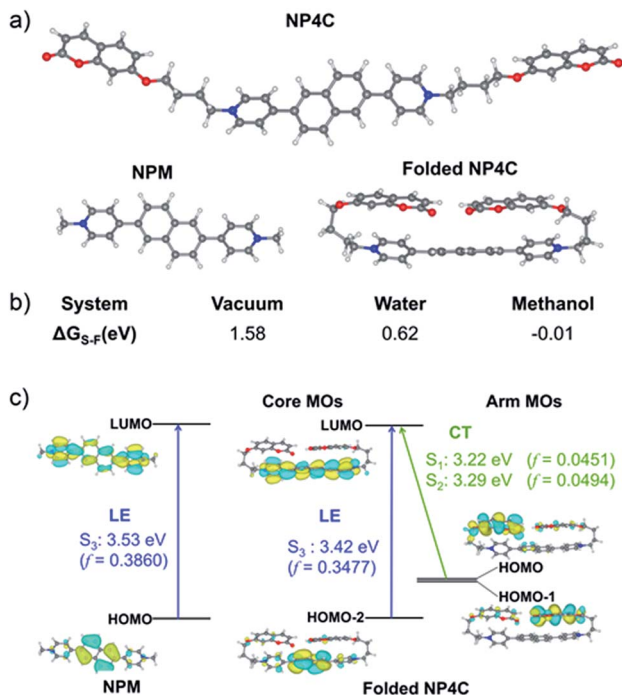 a)
NP4C
NPM
Folded NP4C
b)
System Vacuum Water Methanol
ΔG_S-F(eV) 1.58 0.62 -0.01
c)
Core MOs
Arm MOs
LUMO
LUMO
CT
S₁: 3.22 eV (f = 0.0451)
S₂: 3.29 eV (f = 0.0494)
LE
S₃: 3.53 eV
(f = 0.3860)
LE
S₃ : 3.42 eV
(f = 0.3477)
HOMO
HOMO-1
HOMO
HOMO-2
NPM
Folded NP4C